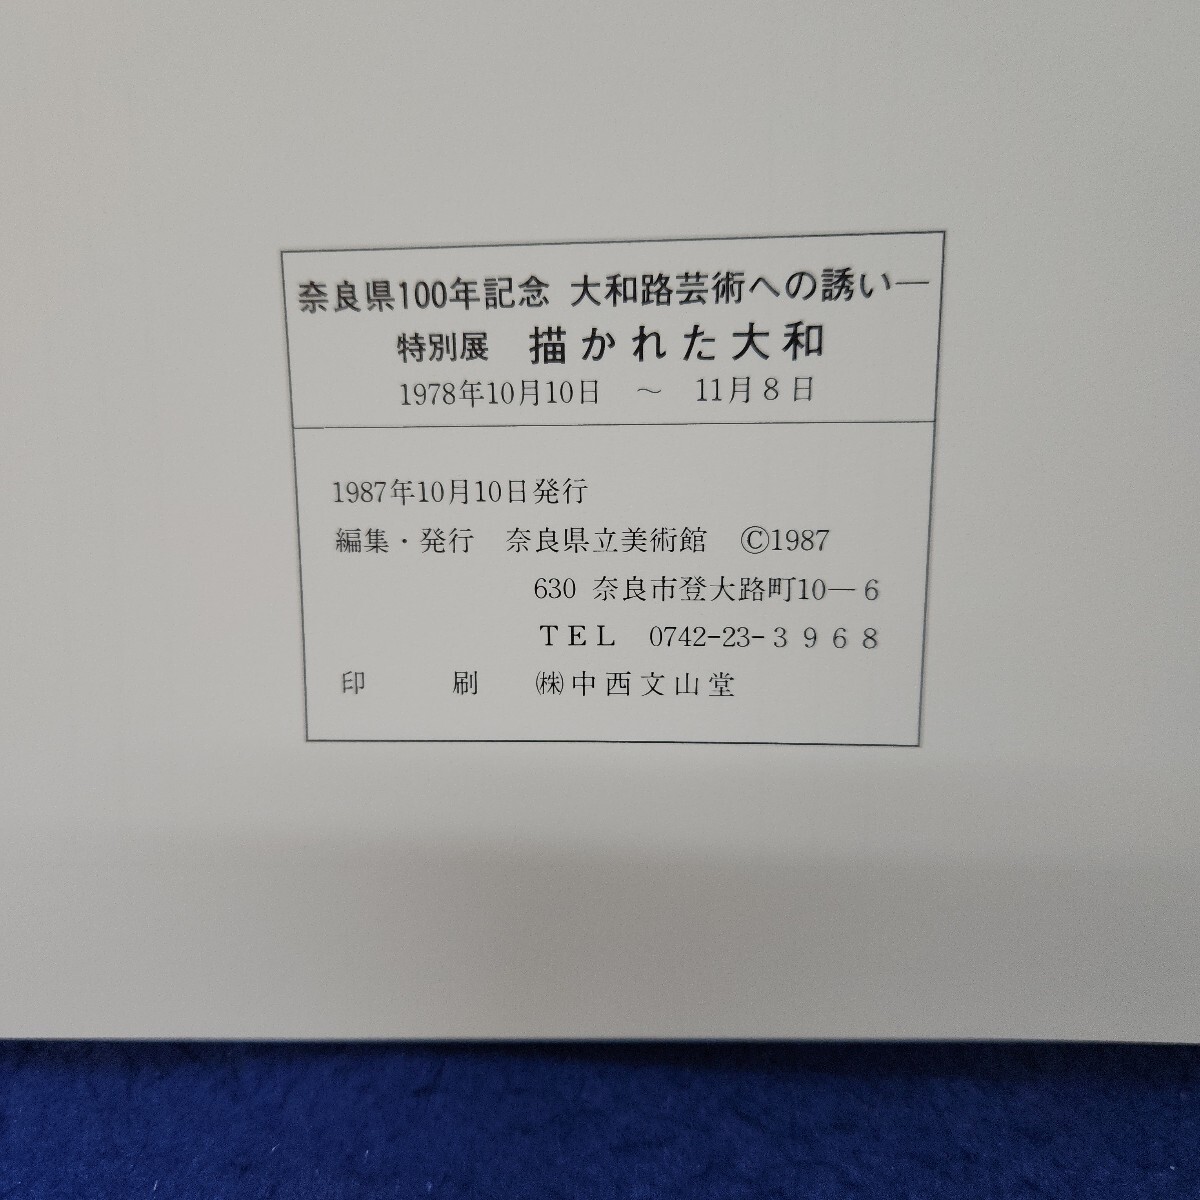 奈良県100年記念 大和路芸術への誘い―
特別展 描かれた大和
1978年10月10日 ～ 11月8日
1987年10月10日発行
編集・発行 奈良県立美術館 ©1987
630 奈良市登大路町10―6
TEL 0742-23-3968
印刷 ㈱中西文山堂